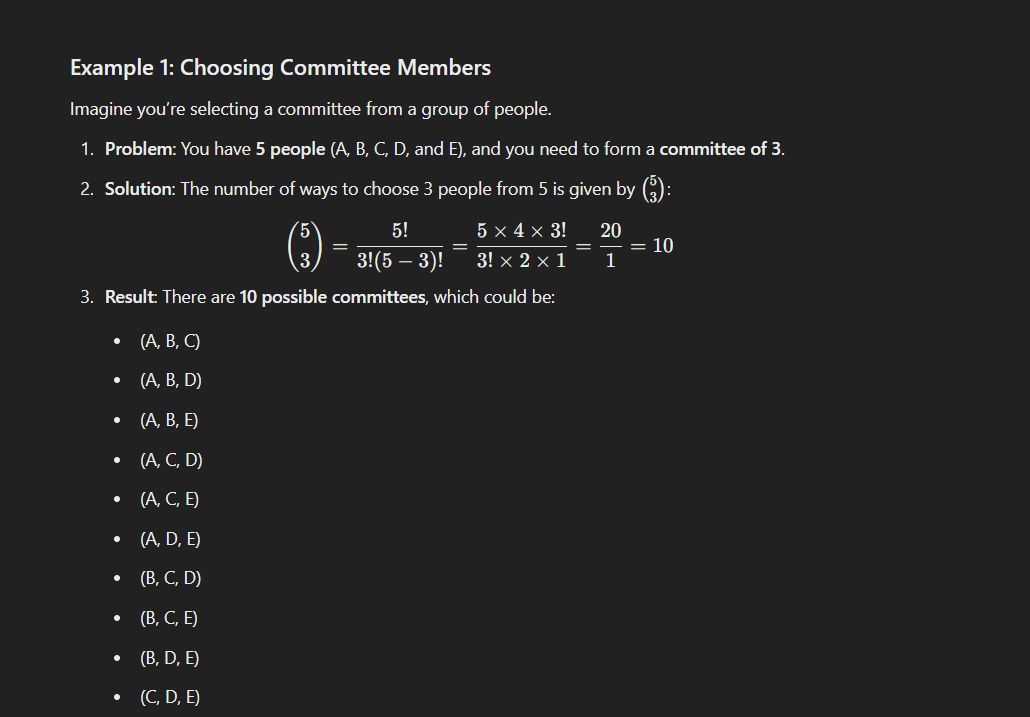 Example 1: Choosing Committee Members
Imagine you're selecting a committee from a group of people.
1. Problem: You have 5 people (A, B, C, D, and E), and you need to form a committee of 3.
2. Solution: The number of ways to choose 3 people from 5 is given by $\binom{5}{3}$:
$\binom{5}{3} = \frac{5!}{3!(5-3)!} = \frac{5 \times 4 \times 3!}{3! \times 2 \times 1} = \frac{20}{1} = 10$
3. Result: There are 10 possible committees, which could be:
• (A, B, C)
• (A, B, D)
• (A, B, E)
• (A, C, D)
• (A, C, E)
• (A, D, E)
• (B, C, D)
• (B, C, E)
• (B, D, E)
• (C, D, E)